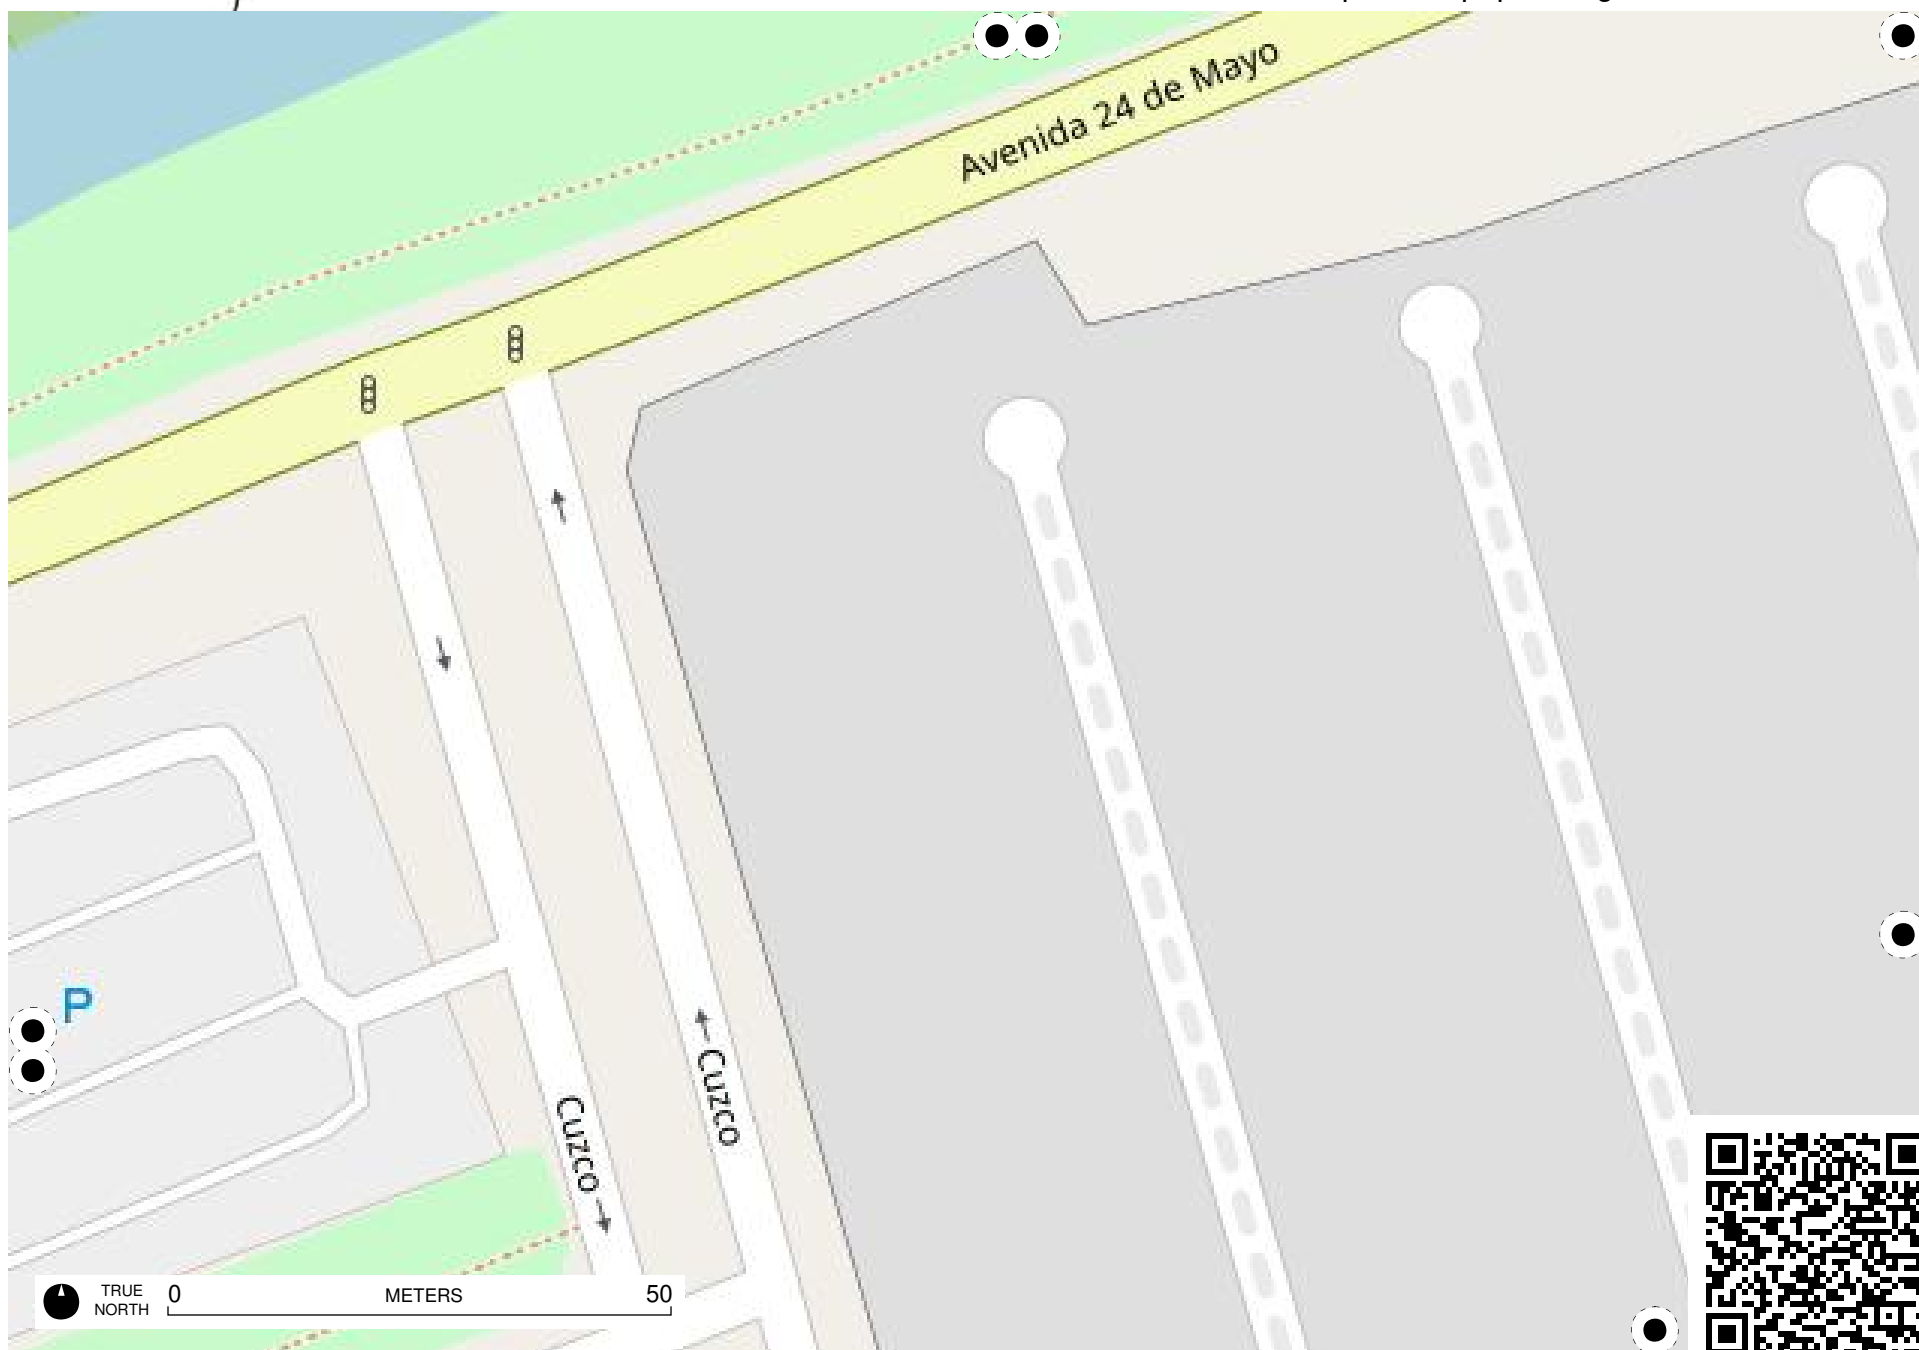 Avenida 24 de Mayo
P
← Cuzco
Cuzco →
TRUE
NORTH
0 METERS 50